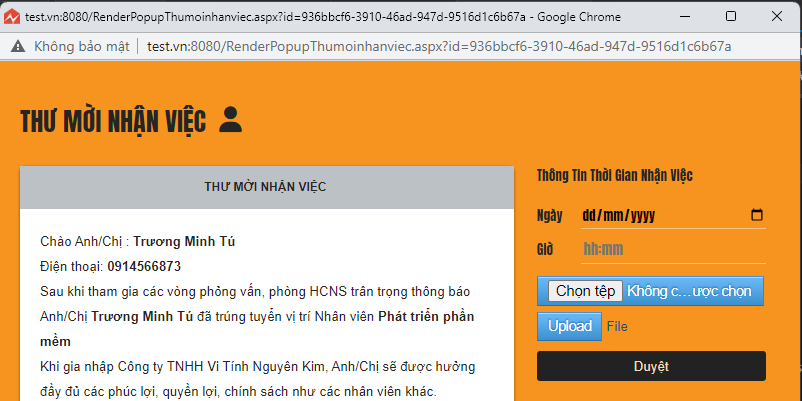 test.vn:8080/RenderPopupThumoinhanviec.aspx?id=936bbcf6-3910-46ad-947d-9516d1c6b67a - Google Chrome
Không bảo mật test.vn:8080/RenderPopupThumoinhanviec.aspx?id=936bbcf6-3910-46ad-947d-9516d1c6b67a
THƯ MỜI NHẬN VIỆC
THƯ MỜI NHẬN VIỆC
Chào Anh/Chị : Trương Minh Tú
Điện thoại: 0914566873
Sau khi tham gia các vòng phỏng vấn, phòng HCNS trân trọng thông báo
Anh/Chị Trương Minh Tú đã trúng tuyển vị trí Nhân viên Phát triển phần
mềm
Khi gia nhập Công ty TNHH Vi Tính Nguyên Kim, Anh/Chị sẽ được hưởng
đầy đủ các phúc lợi, quyền lợi, chính sách như các nhân viên khác.
Thông Tin Thời Gian Nhận Việc
Ngày dd/mm/yyyy
Giờ hh:mm
Chọn tệp Không c...ược chọn
Upload File
Duyệt